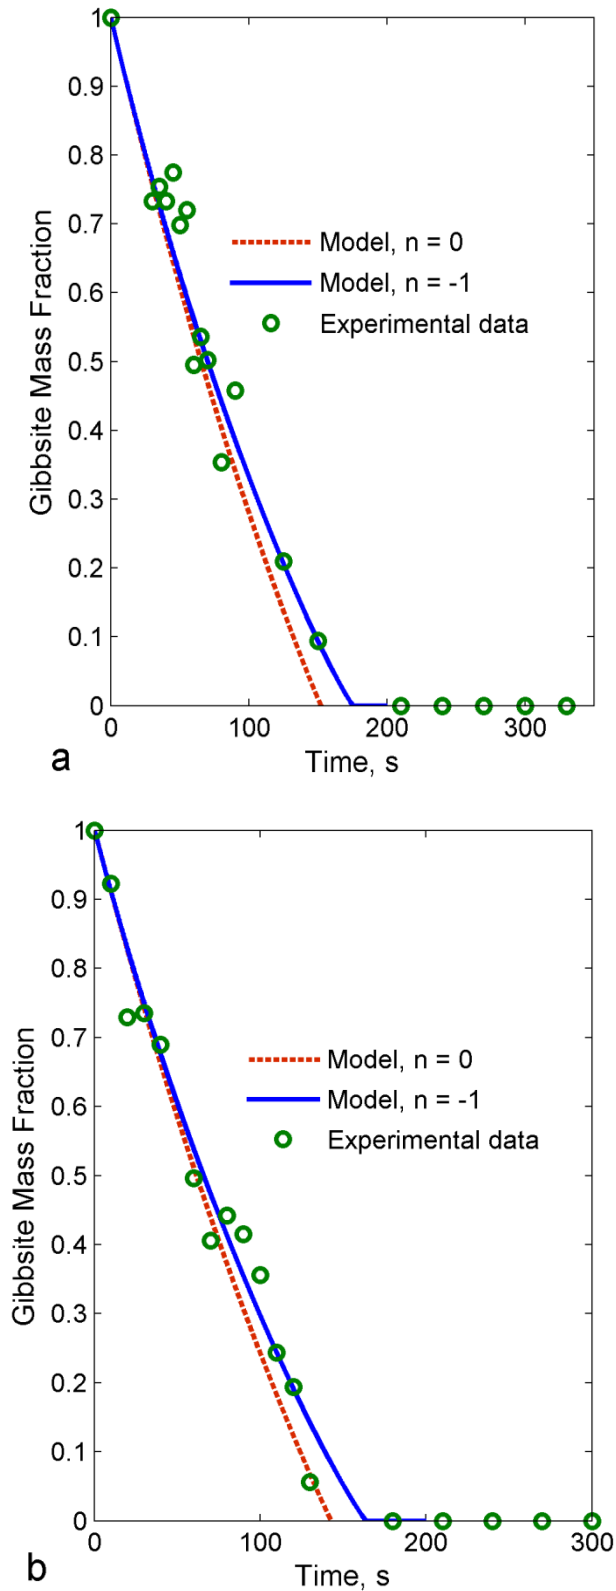 1
0.9
0.8
0.7
0.6
0.5
0.4
0.3
0.2
0.1
0
Gibbsite Mass Fraction
Model, n = 0
Model, n = -1
Experimental data
0 100 200 300
Time, s
a
1
0.9
0.8
0.7
0.6
0.5
0.4
0.3
0.2
0.1
0
Gibbsite Mass Fraction
Model, n = 0
Model, n = -1
Experimental data
0 100 200 300
Time, s
b